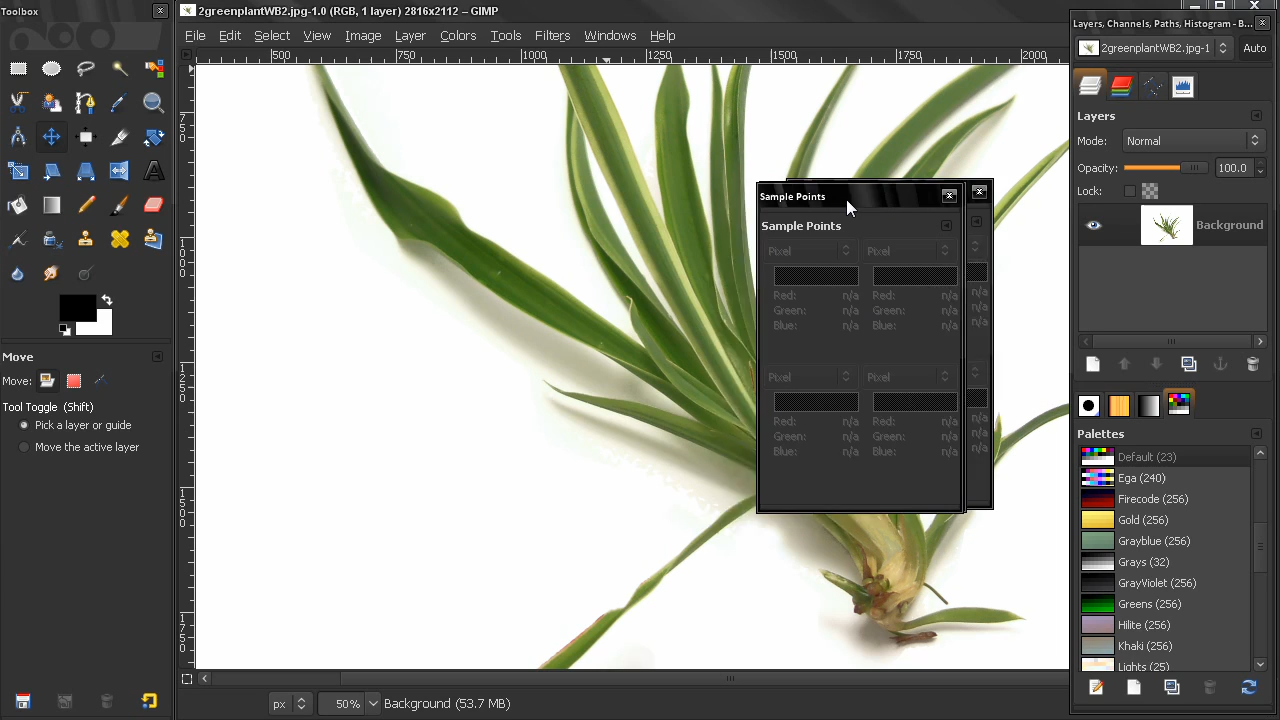 Toolbox
2greenplantWB2.jpg-1.0 (RGB, 1 layer) 2816x2112 – GIMP
File Edit Select View Image Layer Colors Tools Filters Windows Help
500 750 1000 1250 1500 1750 2000
750
1000
1250
1500
1750
Move
Move:
Tool Toggle (Shift)
Pick a layer or guide
Move the active layer
Sample Points
Sample Points
Pixel Pixel
Red: n/a Red: n/a n/a
Green: n/a Green: n/a n/a
Blue: n/a Blue: n/a n/a
Pixel Pixel
Red: n/a Red: n/a n/a
Green: n/a Green: n/a n/a
Blue: n/a Blue: n/a n/a
px 50% Background (53.7 MB)
Layers, Channels, Paths, Histogram - B...
2greenplantWB2.jpg-1 Auto
Layers
Mode: Normal
Opacity: 100.0
Lock:
Background
Palettes
Default (23)
Ega (240)
Firecode (256)
Gold (256)
Grayblue (256)
Grays (32)
GrayViolet (256)
Greens (256)
Hilite (256)
Khaki (256)
Lights (25)